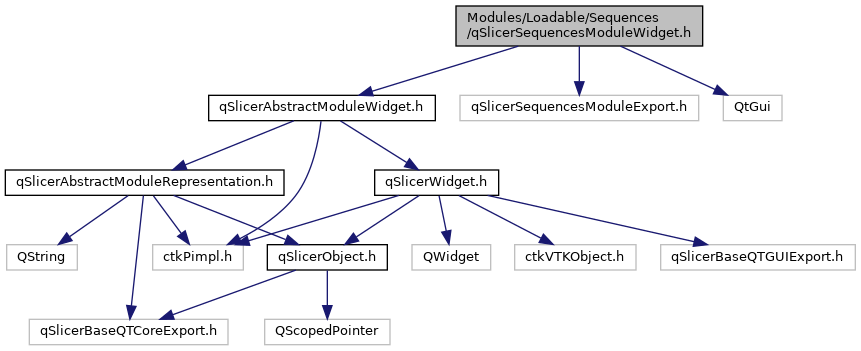 Modules/Loadable/Sequences
/qSlicerSequencesModuleWidget.h
qSlicerAbstractModuleWidget.h
qSlicerSequencesModuleExport.h
QtGui
qSlicerAbstractModuleRepresentation.h
qSlicerWidget.h
QString
ctkPimpl.h
qSlicerObject.h
QWidget
ctkVTKObject.h
qSlicerBaseQTGUIExport.h
qSlicerBaseQTCoreExport.h
QScopedPointer